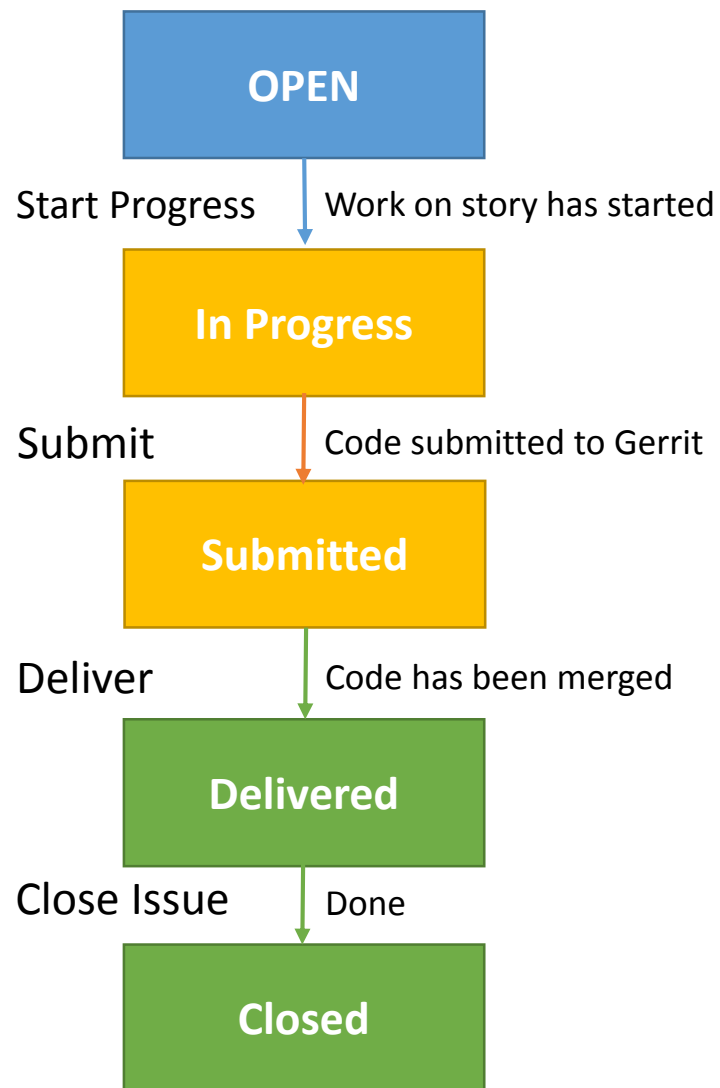 OPEN
Start Progress
Work on story has started
In Progress
Submit
Code submitted to Gerrit
Submitted
Deliver
Code has been merged
Delivered
Close Issue
Done
Closed